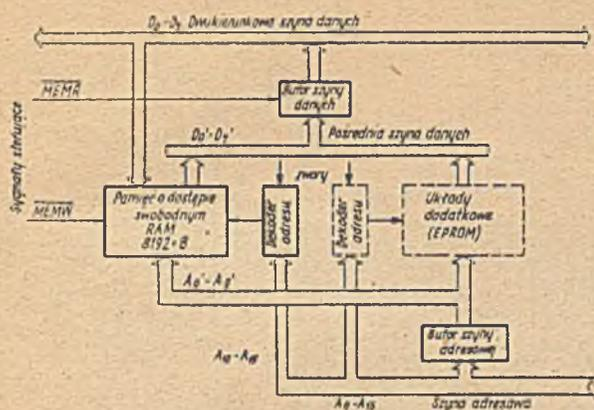 D₀-D₇ Dwukierunkowa szyna danych
Sygnały sterujące
MEMR
Bufor szyny
danych
D₀'-D₇'
Pośrednia szyna danych
zwory
MEMW
Pamięć o dostępie
swobodnym
RAM
8192×8
Dekoder
adresu
Dekoder
adresu
Układy
dodatkowe
(EPROM)
A₀'-A₉'
Bufor szyny
adresowej
A₁₀-A₁₅
A₀-A₁₅
Szyna adresowa